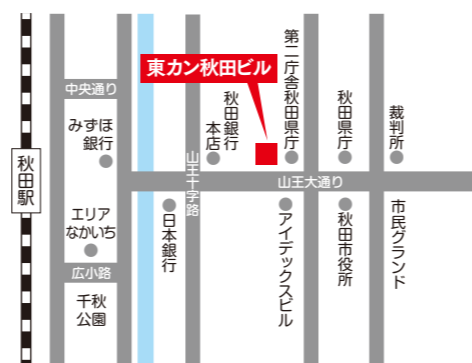 東カン秋田ビル
中央通り
みずほ
銀行
秋田駅
エリア
なかいち
広小路
千秋
公園
山王十字路
日本銀行
秋田銀行
本店
第二庁舎
秋田県庁
秋田県庁
裁判所
山王大通り
アイデックスビル
秋田市役所
市民グランド